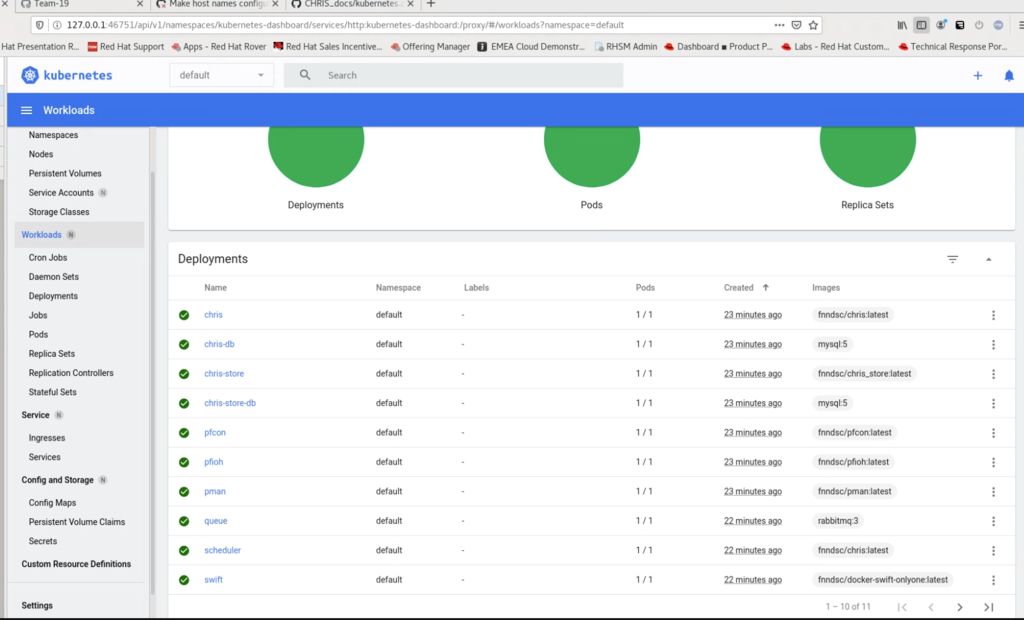 Team-19
Make host names config
CHRIS_docs/kubernetes
127.0.0.1:46751/api/v1/namespaces/kubernetes-dashboard/services/http:kubernetes-dashboard:/proxy/#/workloads?namespace=default
Hat Presentation R... Red Hat Support Apps - Red Hat Rover Red Hat Sales Incentive... Offering Manager EMEA Cloud Demonstr... RHSM Admin Dashboard ■ Product P... Labs - Red Hat Custom... Technical Response Por...
kubernetes default Search
Workloads
Namespaces
Nodes
Persistent Volumes
Service Accounts N
Storage Classes
Workloads N
Cron Jobs
Daemon Sets
Deployments
Jobs
Pods
Replica Sets
Replication Controllers
Stateful Sets
Service N
Ingresses
Services
Config and Storage N
Config Maps
Persistent Volume Claims
Secrets
Custom Resource Definitions
Settings
Deployments Pods Replica Sets
Deployments
Name Namespace Labels Pods Created Images
chris default - 1 / 1 23 minutes ago fnndsc/chris:latest
chris-db default - 1 / 1 23 minutes ago mysql:5
chris-store default - 1 / 1 23 minutes ago fnndsc/chris_store:latest
chris-store-db default - 1 / 1 23 minutes ago mysql:5
pfcon default - 1 / 1 23 minutes ago fnndsc/pfcon:latest
pfioh default - 1 / 1 23 minutes ago fnndsc/pfioh:latest
pman default - 1 / 1 23 minutes ago fnndsc/pman:latest
queue default - 1 / 1 22 minutes ago rabbitmq:3
scheduler default - 1 / 1 22 minutes ago fnndsc/chris:latest
swift default - 1 / 1 22 minutes ago fnndsc/docker-swift-onlyone:latest
1 – 10 of 11